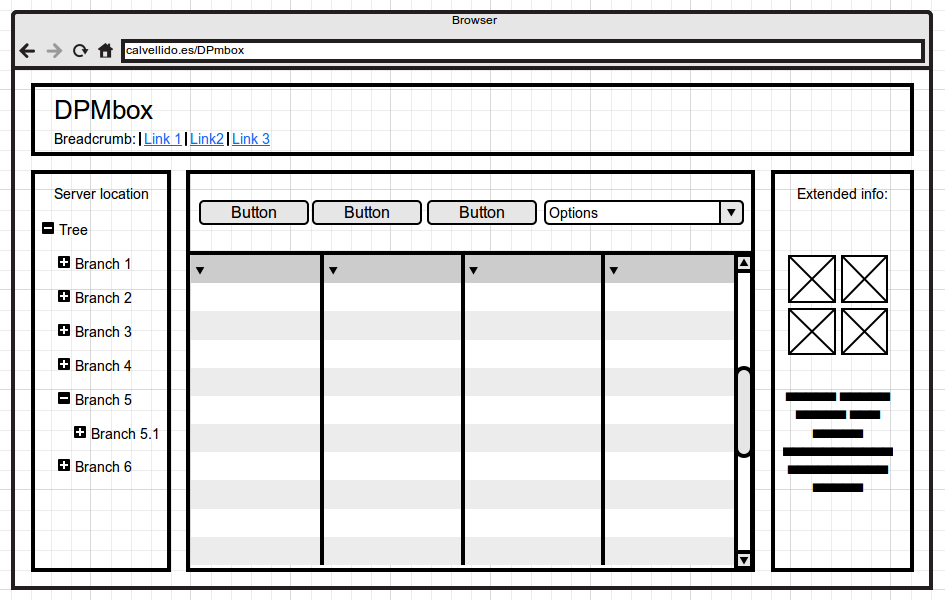 Browser
calvellido.es/DPmbox
DPMbox
Breadcrumb: Link 1 Link2 Link 3
Server location
Tree
Branch 1
Branch 2
Branch 3
Branch 4
Branch 5
Branch 5.1
Branch 6
Button Button Button Options
Extended info: